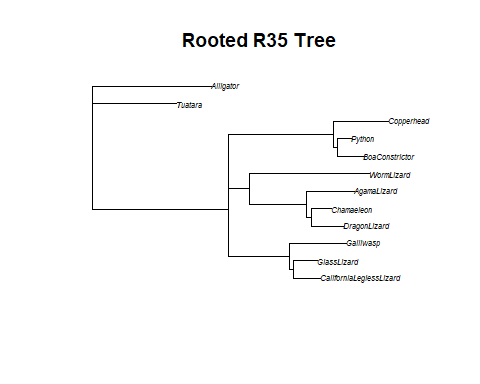 Rooted R35 Tree
Alligator
Tuatara
Copperhead
Python
BoaConstrictor
WormLizard
AgamaLizard
Chamaeleon
DragonLizard
Galliwasp
GlassLizard
CaliforniaLeglessLizard